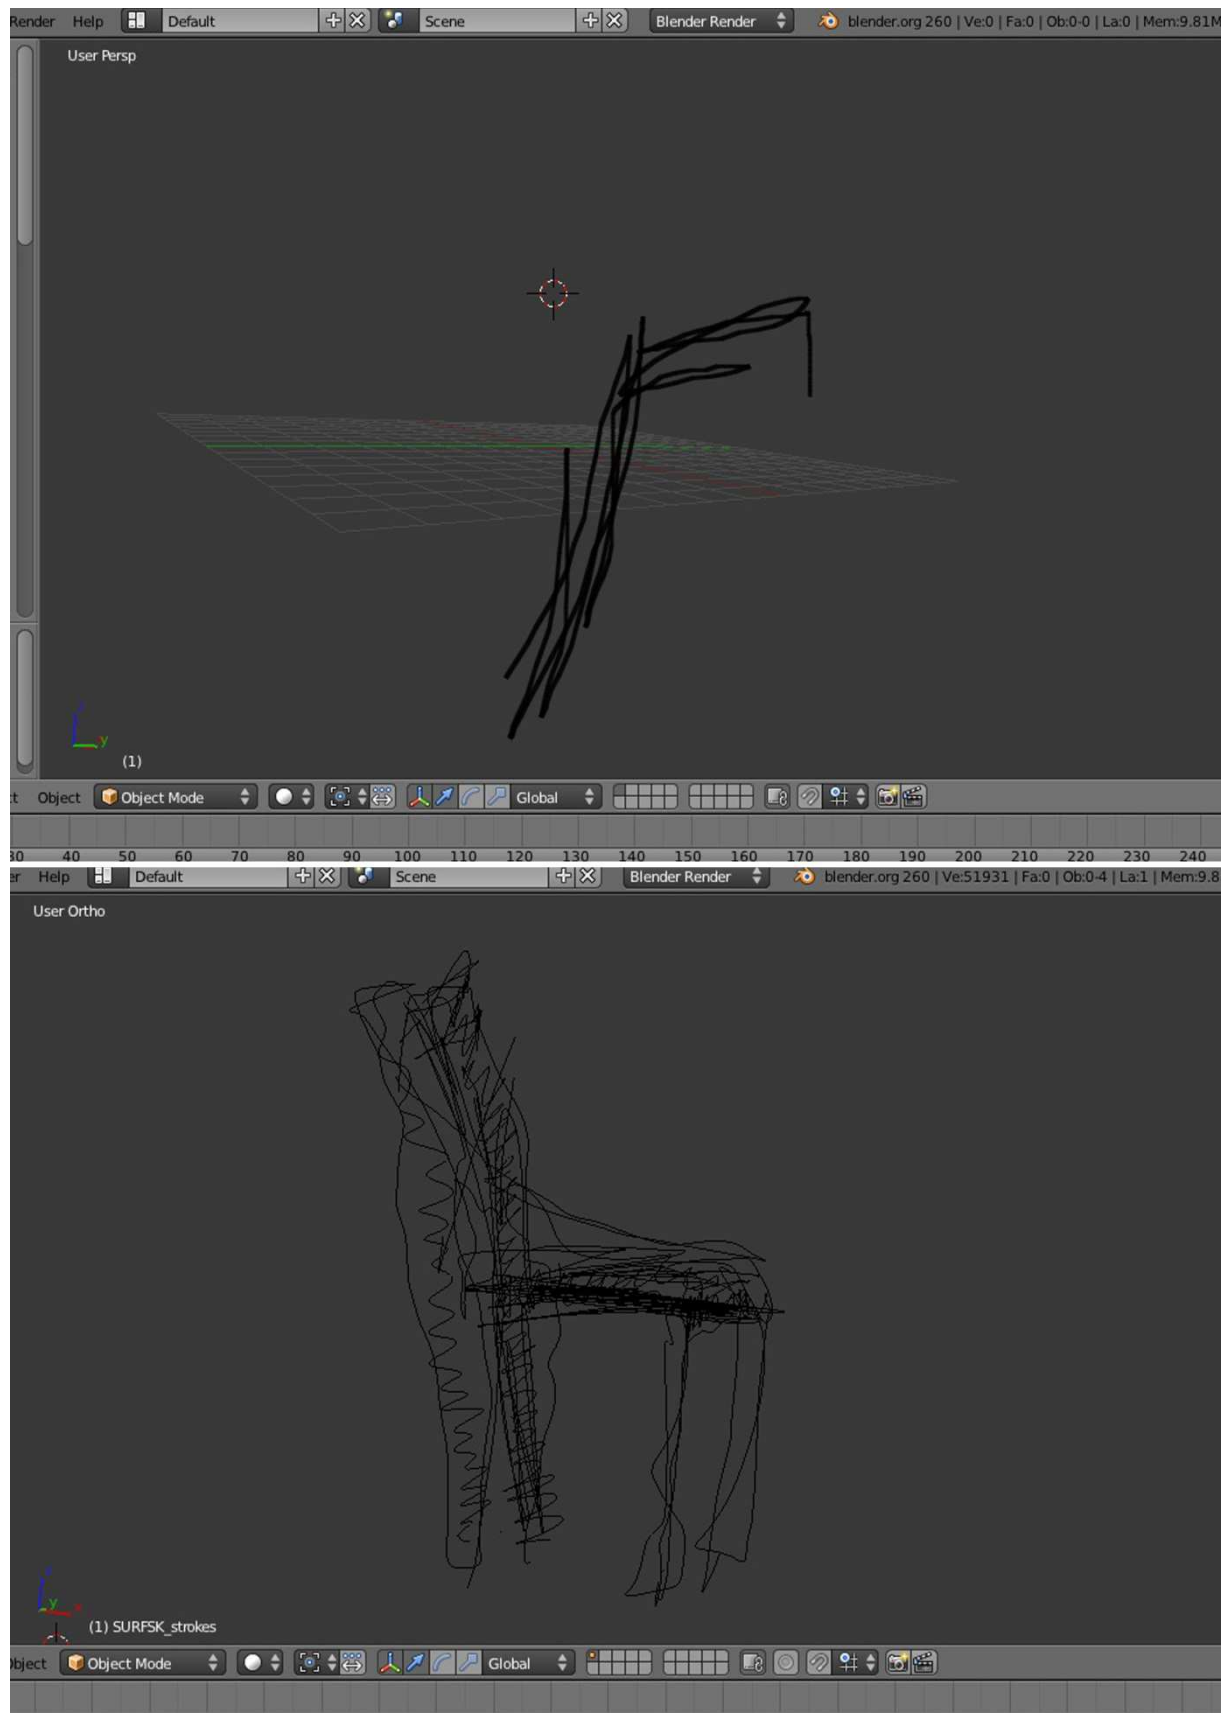 Render Help Default Scene Blender Render blender.org 260 | Ve:0 | Fa:0 | Ob:0-0 | La:0 | Mem:9.81M
User Persp
y
(1)
Object Object Mode Global
40 50 60 70 80 90 100 110 120 130 140 150 160 170 180 190 200 210 220 230 240
Help Default Scene Blender Render blender.org 260 | Ve:51931 | Fa:0 | Ob:0-4 | La:1 | Mem:9.8
User Ortho
y x
(1) SURFSK_strokes
bject Object Mode Global